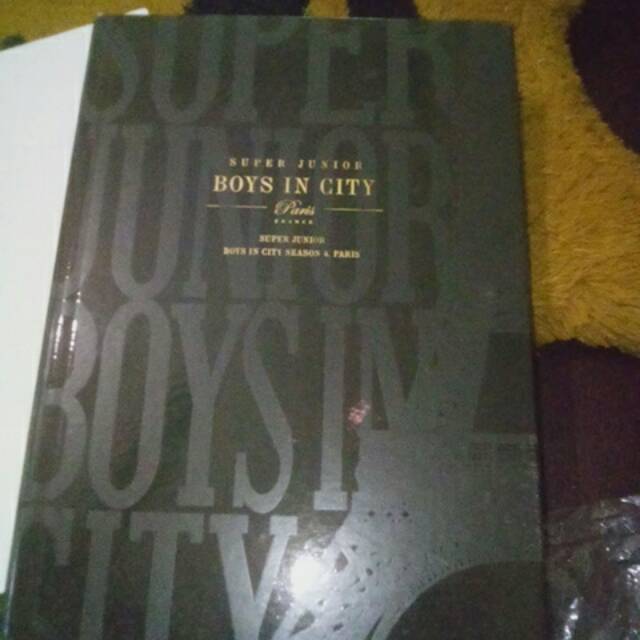 SUPER
JUNIOR
BOYS IN
CITY
SUPER JUNIOR
BOYS IN CITY
Paris
FRANCE
SUPER JUNIOR
BOYS IN CITY SEASON 4 PARIS